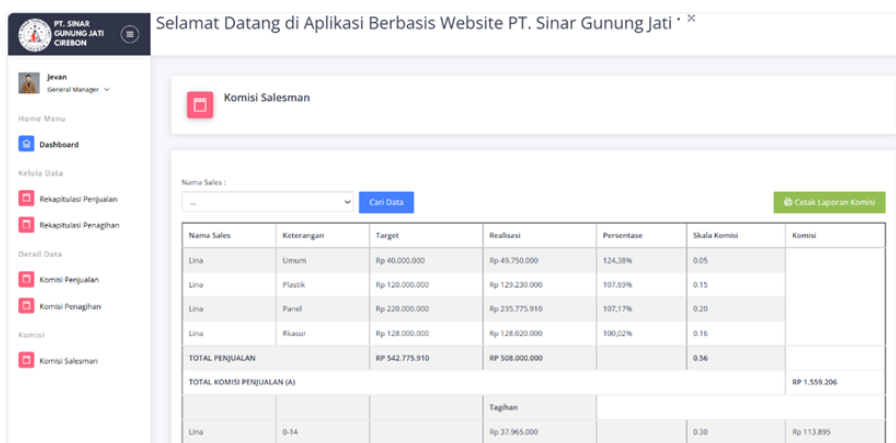 PT. SINAR
GUNUNG JATI
CIREBON
Selamat Datang di Aplikasi Berbasis Website PT. Sinar Gunung Jati
Jevan
General Manager
Home Menu
Dashboard
Kelola Data
Rekapitulasi Penjualan
Rekapitulasi Penagihan
Detail Data
Komisi Penjualan
Komisi Penagihan
Komisi
Komisi Salesman
Komisi Salesman
Nama Sales :
...
Cari Data
Cetak Laporan Komisi
Nama Sales Keterangan Target Realisasi Persentase Skala Komisi Komisi
Lina Umum Rp 40.000.000 Rp 49.750.000 124,38% 0.05
Lina Plastik Rp 120.000.000 Rp 129.230.000 107,69% 0.15
Lina Panel Rp 220.000.000 Rp 235.775.910 107,17% 0.20
Lina Rkasur Rp 128.000.000 Rp 128.020.000 100,02% 0.16
TOTAL PENJUALAN RP 542.775.910 RP 508.000.000 0.56
TOTAL KOMISI PENJUALAN (A) RP 1.559.206
Tagihan
Lina 0-14 Rp 37.965.000 0.30 Rp 113.895